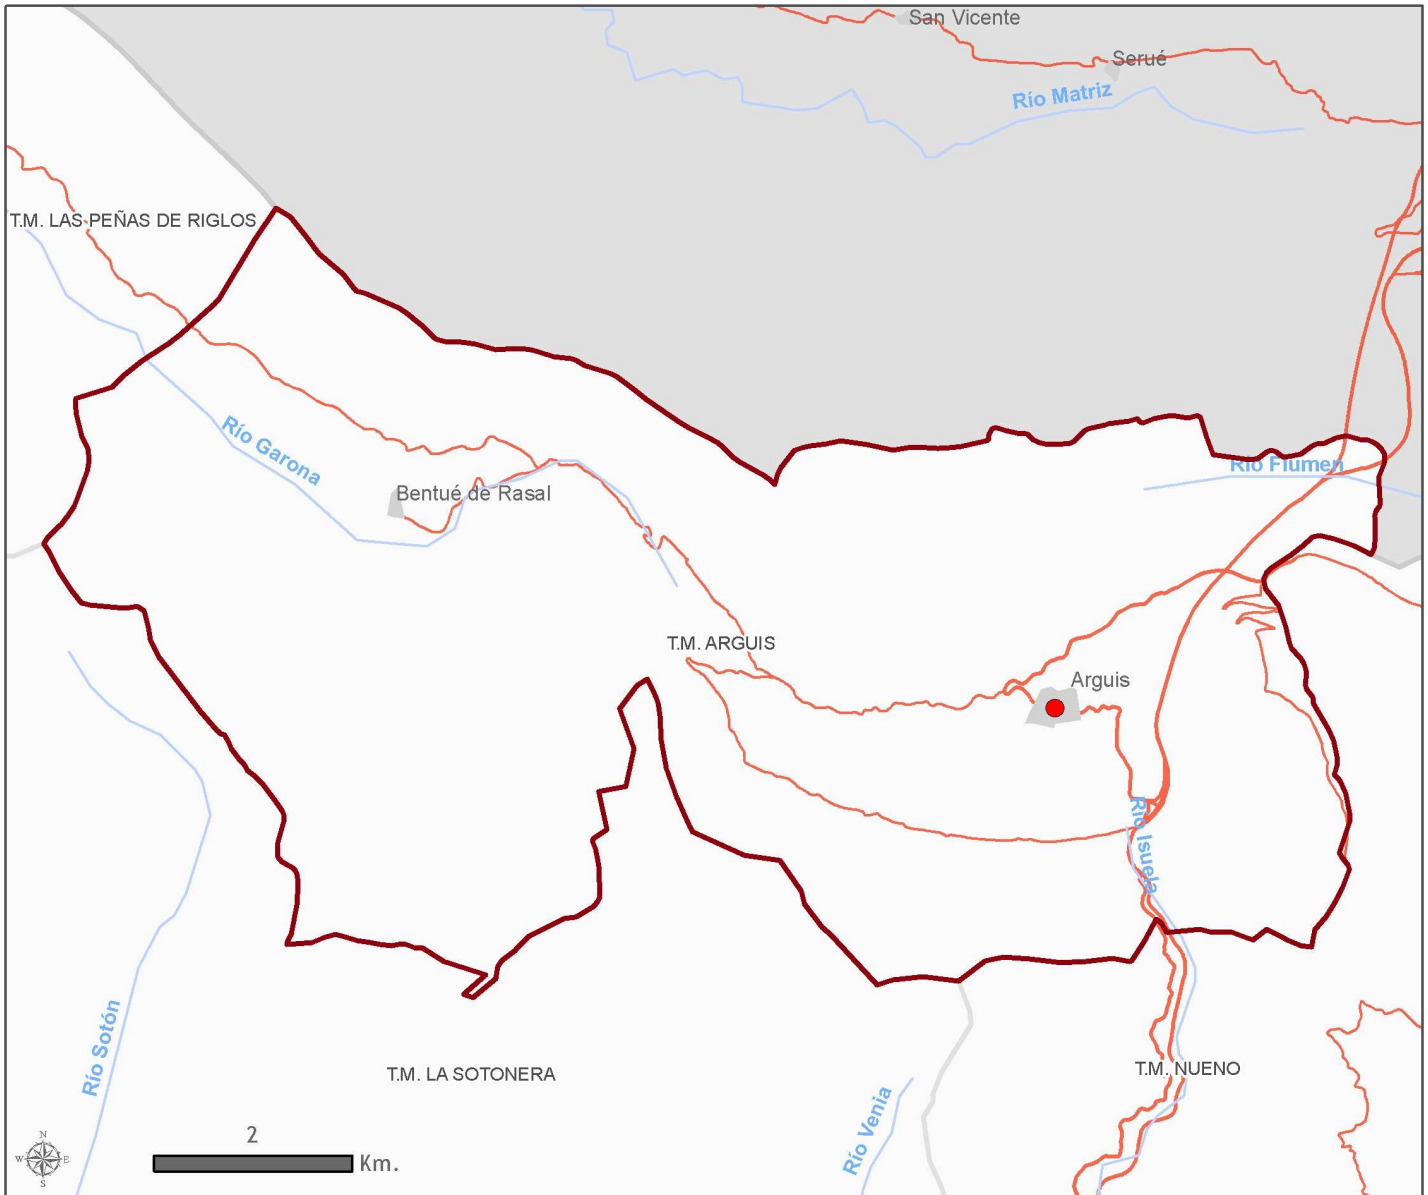 San Vicente
Serué
Río Matriz
T.M. LAS PEÑAS DE RIGLOS
Río Garona
Río Flumen
Bentué de Rasal
T.M. ARGUIS
Arguis
Río Isuela
Río Sotón
T.M. LA SOTONERA
T.M. NUENO
Río Venia
2
Km.
N
W E
S